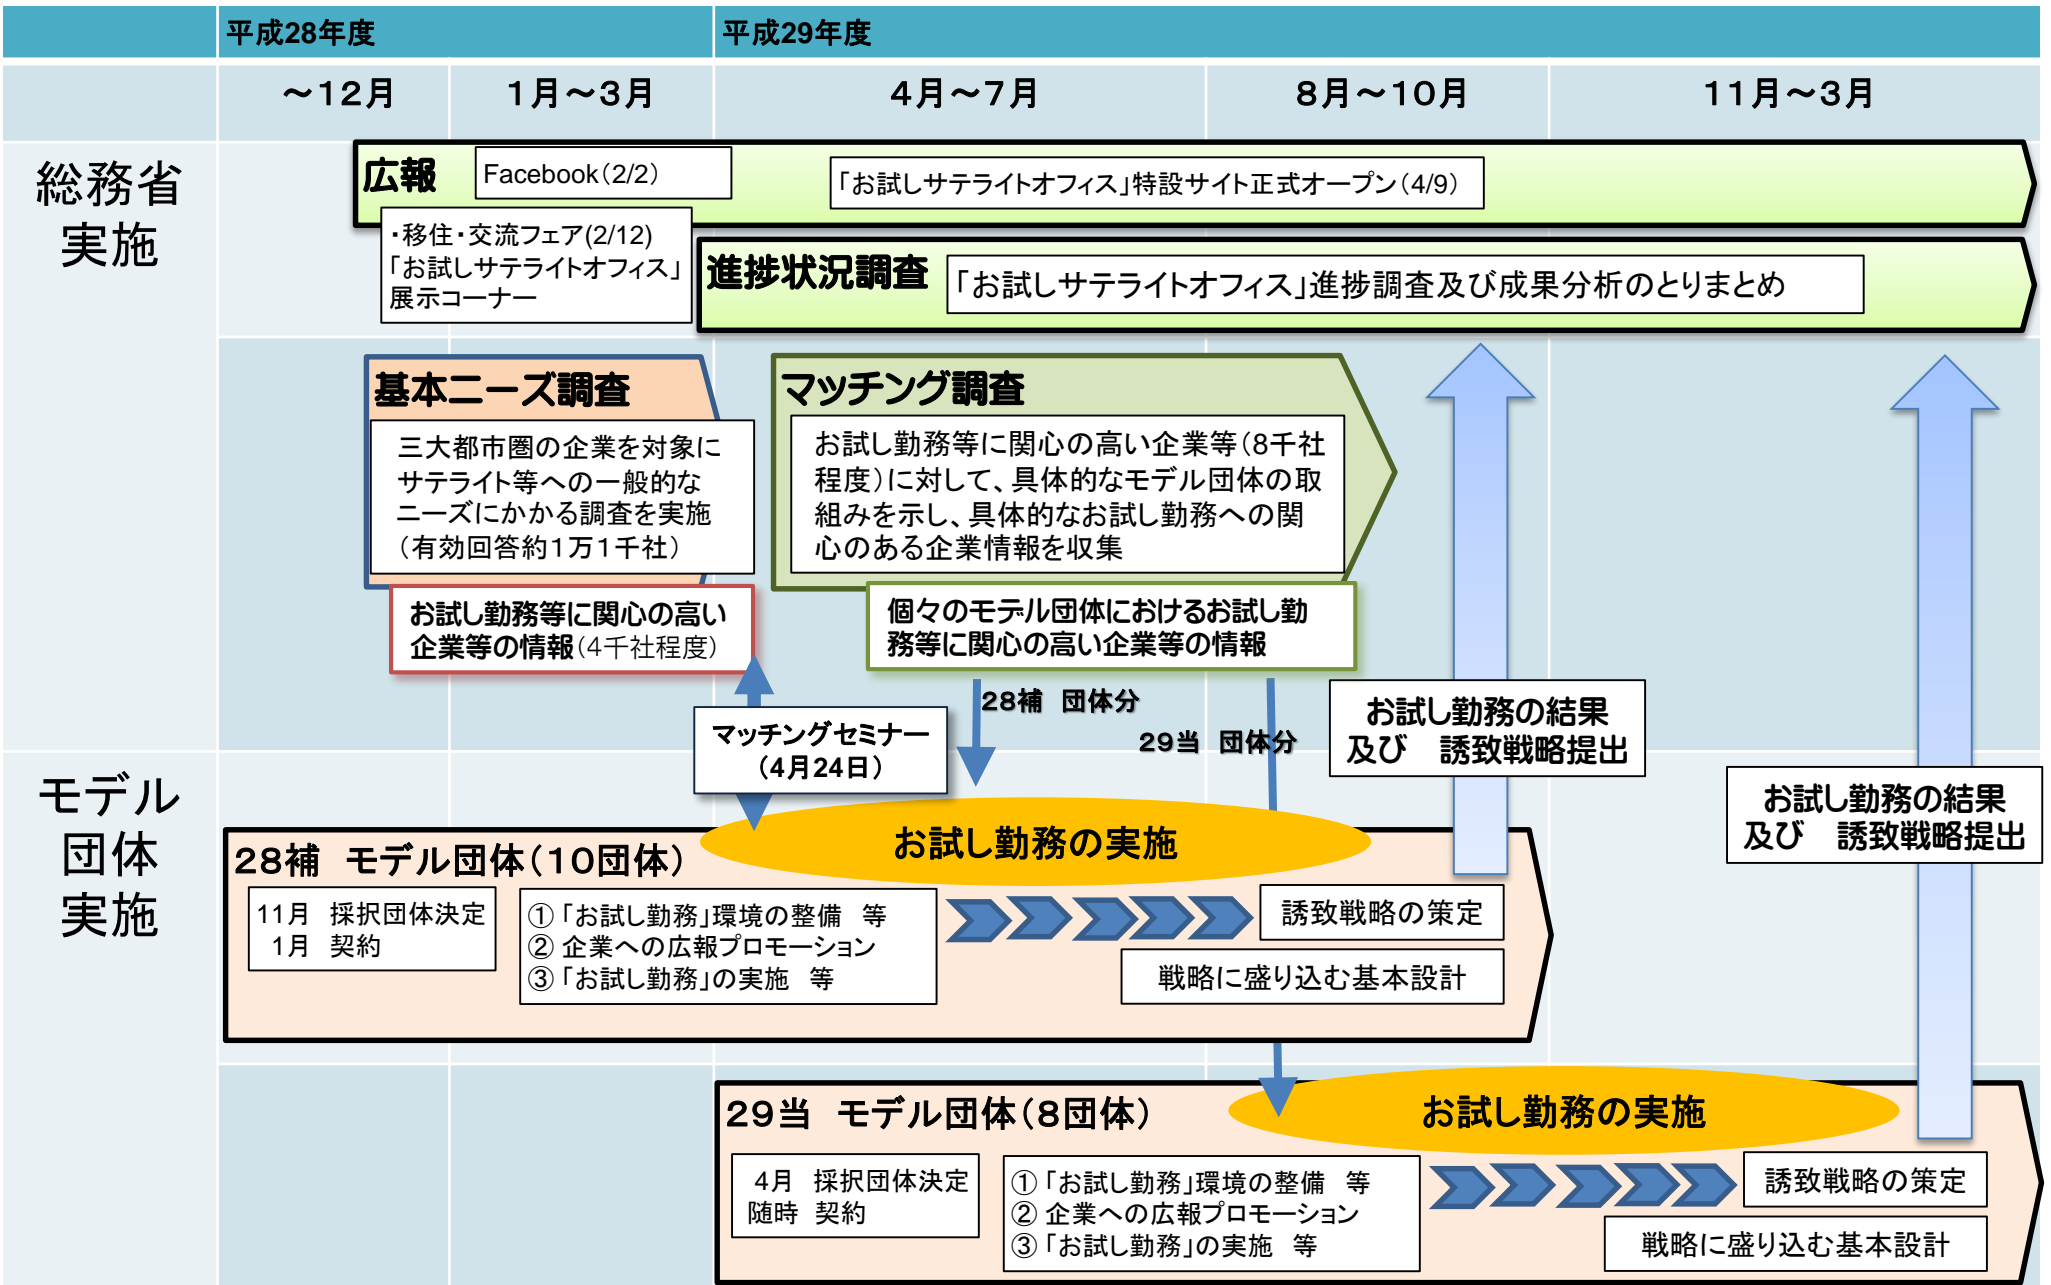 平成28年度
平成29年度
～12月
1月～3月
4月～7月
8月～10月
11月～3月
総務省
実施
広報
Facebook（2/2）
「お試しサテライトオフィス」特設サイト正式オープン（4/9）
・移住・交流フェア(2/12)
「お試しサテライトオフィス」
展示コーナー
進捗状況調査
「お試しサテライトオフィス」進捗調査及び成果分析のとりまとめ
基本ニーズ調査
三大都市圏の企業を対象に
サテライト等への一般的な
ニーズにかかる調査を実施
（有効回答約1万1千社）
お試し勤務等に関心の高い
企業等の情報（4千社程度）
マッチング調査
お試し勤務等に関心の高い企業等（8千社
程度）に対して、具体的なモデル団体の取
組みを示し、具体的なお試し勤務への関
心のある企業情報を収集
個々のモデル団体におけるお試し勤
務等に関心の高い企業等の情報
28補　団体分
29当　団体分
マッチングセミナー
（4月24日）
お試し勤務の結果
及び　誘致戦略提出
お試し勤務の結果
及び　誘致戦略提出
モデル
団体
実施
お試し勤務の実施
28補　モデル団体（10団体）
11月　採択団体決定
1月　契約
①「お試し勤務」環境の整備　等
② 企業への広報プロモーション
③「お試し勤務」の実施　等
誘致戦略の策定
戦略に盛り込む基本設計
お試し勤務の実施
29当　モデル団体（8団体）
4月　採択団体決定
随時　契約
①「お試し勤務」環境の整備　等
② 企業への広報プロモーション
③「お試し勤務」の実施　等
誘致戦略の策定
戦略に盛り込む基本設計